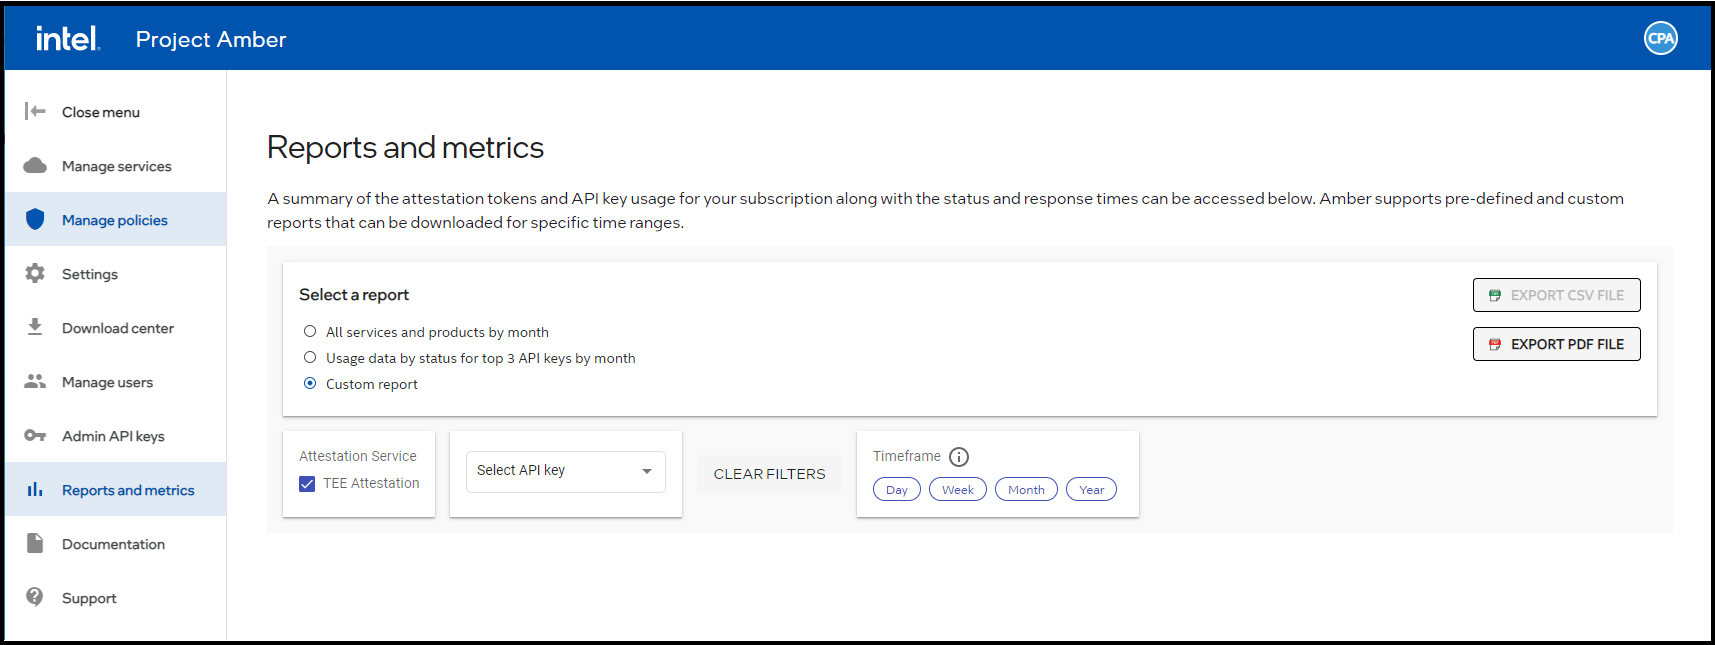 intel. Project Amber
CPA
Close menu
Manage services
Manage policies
Settings
Download center
Manage users
Admin API keys
Reports and metrics
Documentation
Support
Reports and metrics
A summary of the attestation tokens and API key usage for your subscription along with the status and response times can be accessed below. Amber supports pre-defined and custom
reports that can be downloaded for specific time ranges.
Select a report
All services and products by month
Usage data by status for top 3 API keys by month
Custom report
EXPORT CSV FILE
EXPORT PDF FILE
Attestation Service
TEE Attestation
Select API key
CLEAR FILTERS
Timeframe
Day Week Month Year